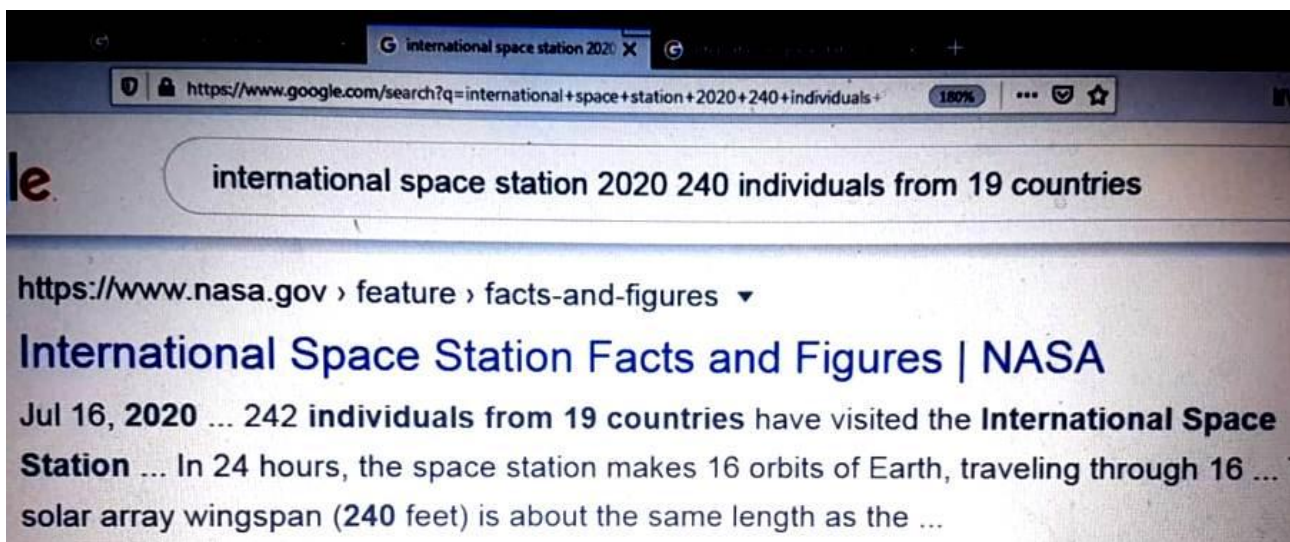 international space station 2020
https://www.google.com/search?q=international+space+station+2020+240+individuals+ 180%
le
international space station 2020 240 individuals from 19 countries
https://www.nasa.gov › feature › facts-and-figures
International Space Station Facts and Figures | NASA
Jul 16, 2020 ... 242 individuals from 19 countries have visited the International Space
Station ... In 24 hours, the space station makes 16 orbits of Earth, traveling through 16 ...
solar array wingspan (240 feet) is about the same length as the ...